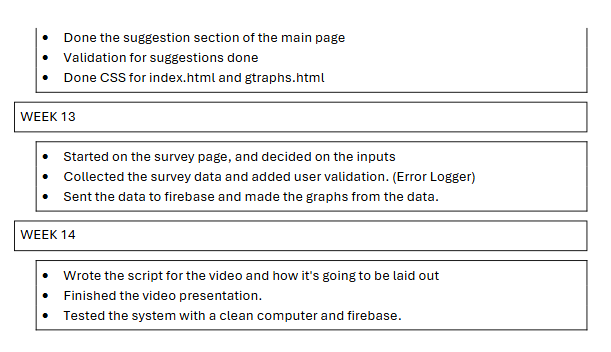 • Done the suggestion section of the main page
• Validation for suggestions done
• Done CSS for index.html and gtraphs.html
WEEK 13
• Started on the survey page, and decided on the inputs
• Collected the survey data and added user validation. (Error Logger)
• Sent the data to firebase and made the graphs from the data.
WEEK 14
• Wrote the script for the video and how it's going to be laid out
• Finished the video presentation.
• Tested the system with a clean computer and firebase.